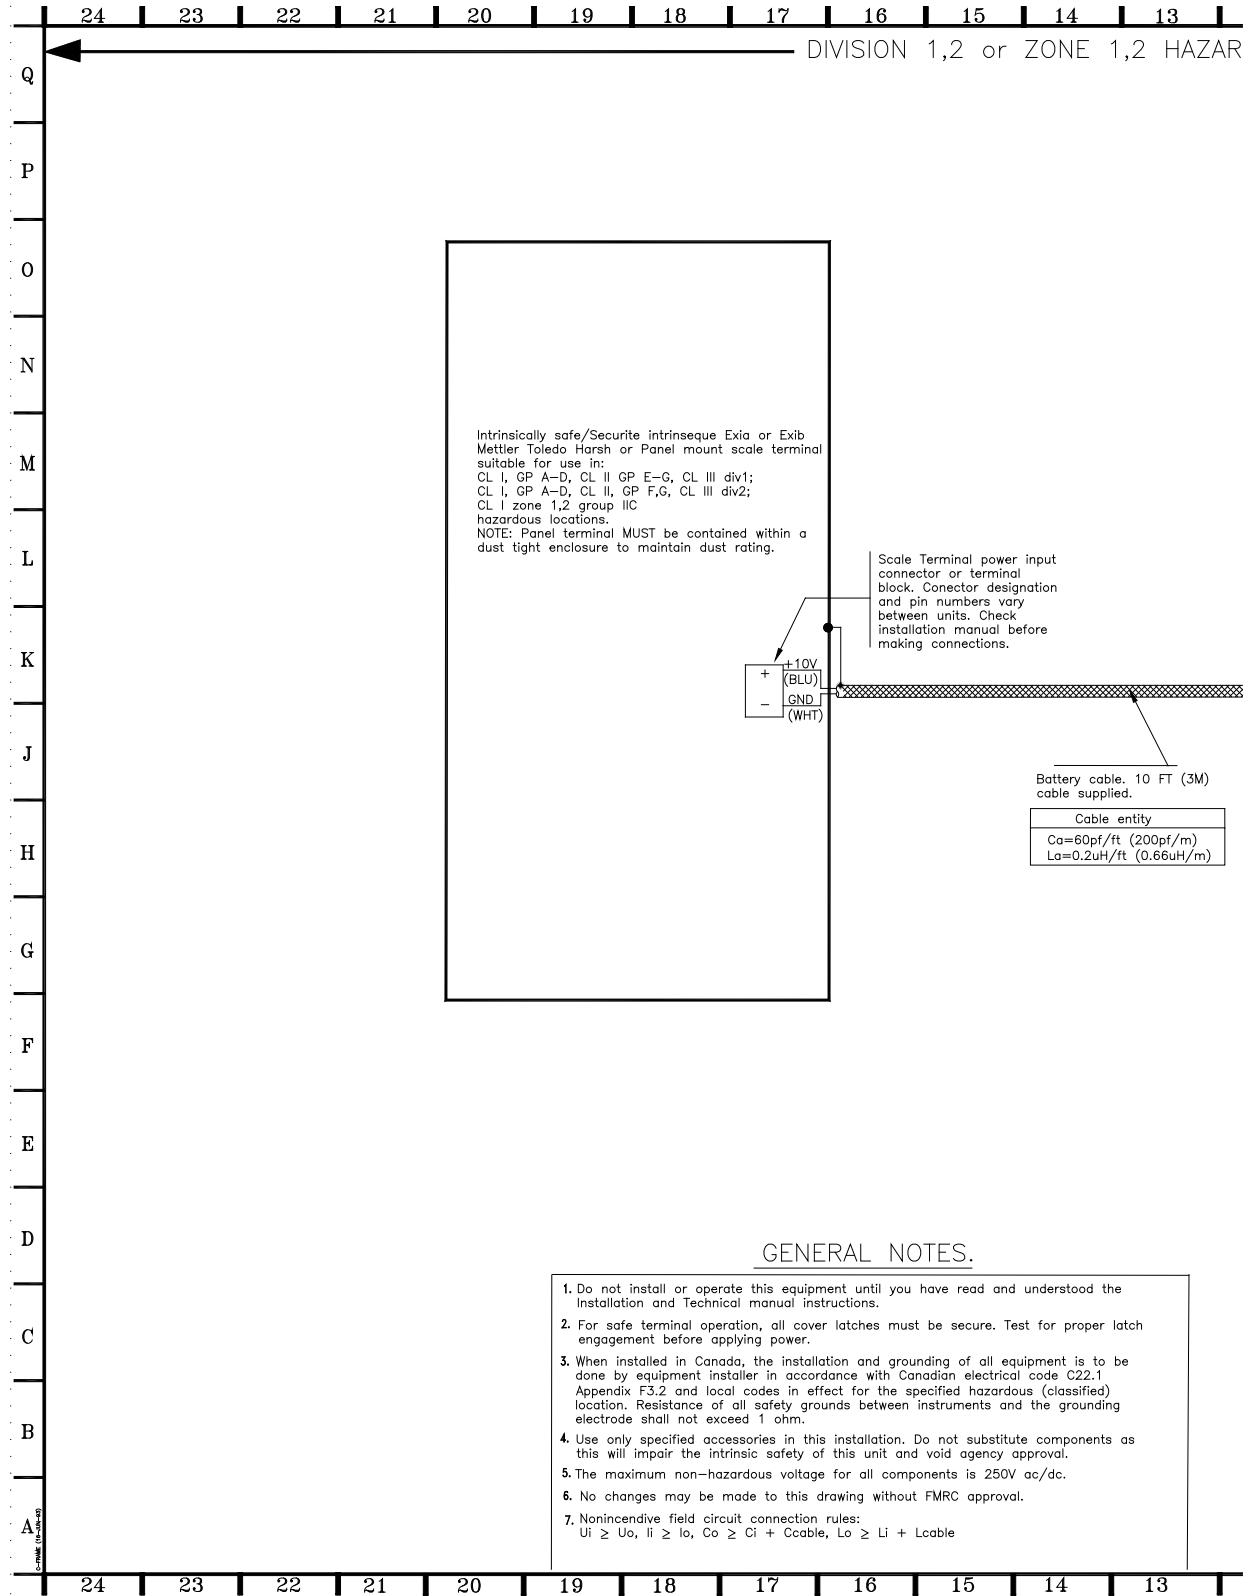 24 23 22 21 20 19 18 17 16 15 14 13
DIVISION 1,2 or ZONE 1,2 HAZAR
Q
P
O
N
M
L
K
J
H
G
F
E
D
C
B
A
Intrinsically safe/Securite intrinseque Exia or Exib
Mettler Toledo Harsh or Panel mount scale terminal
suitable for use in:
CL I, GP A-D, CL II GP E-G, CL III div1;
CL I, GP A-D, CL II, GP F,G, CL III div2;
CL I zone 1,2 group IIC
hazardous locations.
NOTE: Panel terminal MUST be contained within a
dust tight enclosure to maintain dust rating.
Scale Terminal power input
connector or terminal
block. Conector designation
and pin numbers vary
between units. Check
installation manual before
making connections.
+ +10V
(BLU)
- GND
(WHT)
Battery cable. 10 FT (3M)
cable supplied.
Cable entity
Ca=60pf/ft (200pf/m)
La=0.2uH/ft (0.66uH/m)
GENERAL NOTES.
1. Do not install or operate this equipment until you have read and understood the
Installation and Technical manual instructions.
2. For safe terminal operation, all cover latches must be secure. Test for proper latch
engagement before applying power.
3. When installed in Canada, the installation and grounding of all equipment is to be
done by equipment installer in accordance with Canadian electrical code C22.1
Appendix F3.2 and local codes in effect for the specified hazardous (classified)
location. Resistance of all safety grounds between instruments and the grounding
electrode shall not exceed 1 ohm.
4. Use only specified accessories in this installation. Do not substitute components as
this will impair the intrinsic safety of this unit and void agency approval.
5. The maximum non-hazardous voltage for all components is 250V ac/dc.
6. No changes may be made to this drawing without FMRC approval.
7. Nonincendive field circuit connection rules:
Ui ≥ Uo, Ii ≥ Io, Co ≥ Ci + Ccable, Lo ≥ Li + Lcable
24 23 22 21 20 19 18 17 16 15 14 13